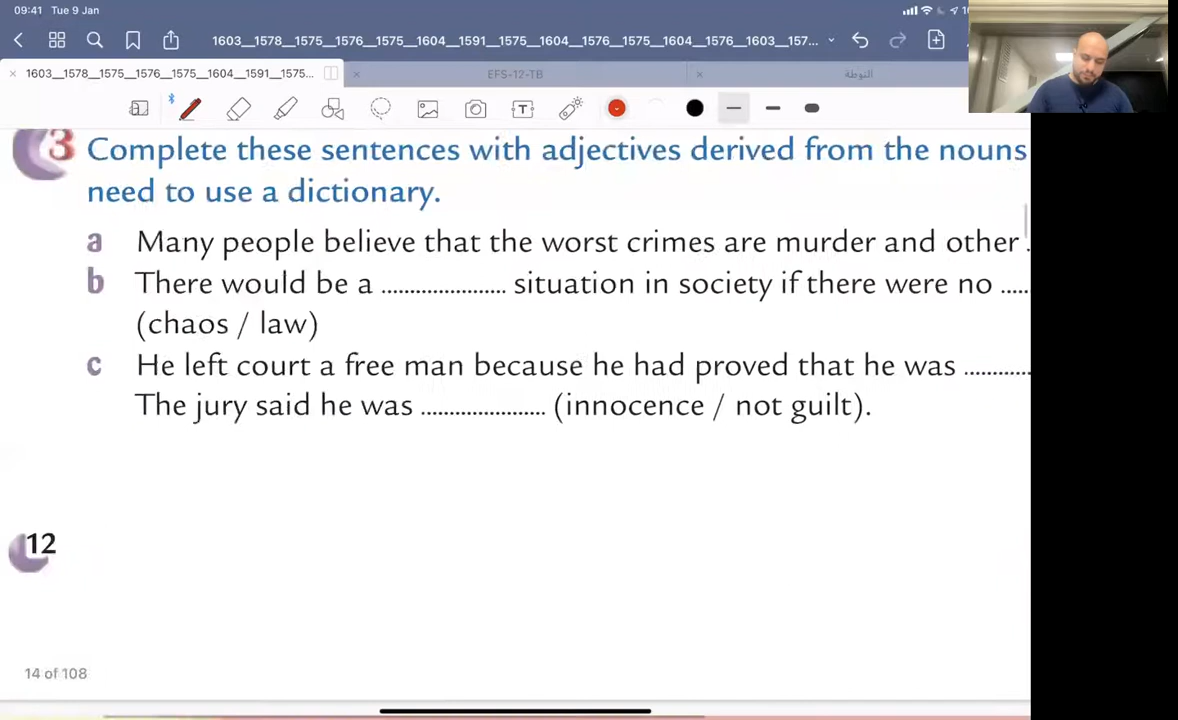 09:41 Tue 9 Jan
1603__1578__1575__1576__1575__1604__1591__1575__1604__1576__1575__1604__1576__1603__157...
1603__1578__1575__1576__1575__1604__1591__1575...
EFS-12-TB
النوطة
3 Complete these sentences with adjectives derived from the nouns
need to use a dictionary.
a Many people believe that the worst crimes are murder and other .
b There would be a ...................... situation in society if there were no .....
(chaos / law)
c He left court a free man because he had proved that he was ............
The jury said he was ...................... (innocence / not guilt).
12
14 of 108